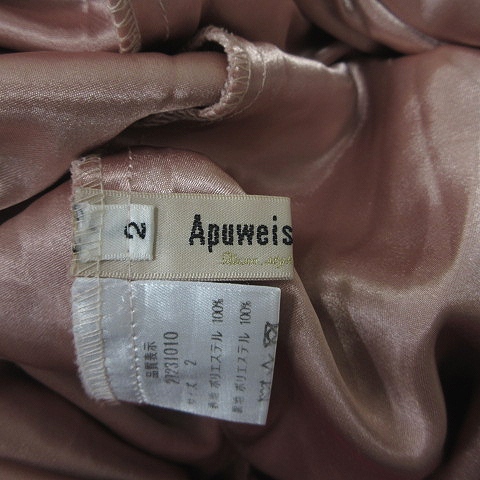 2
Apuweis
品質表示
21231010
サイズ 2
表地 ポリエステル 100%
裏地 ポリエステル 100%